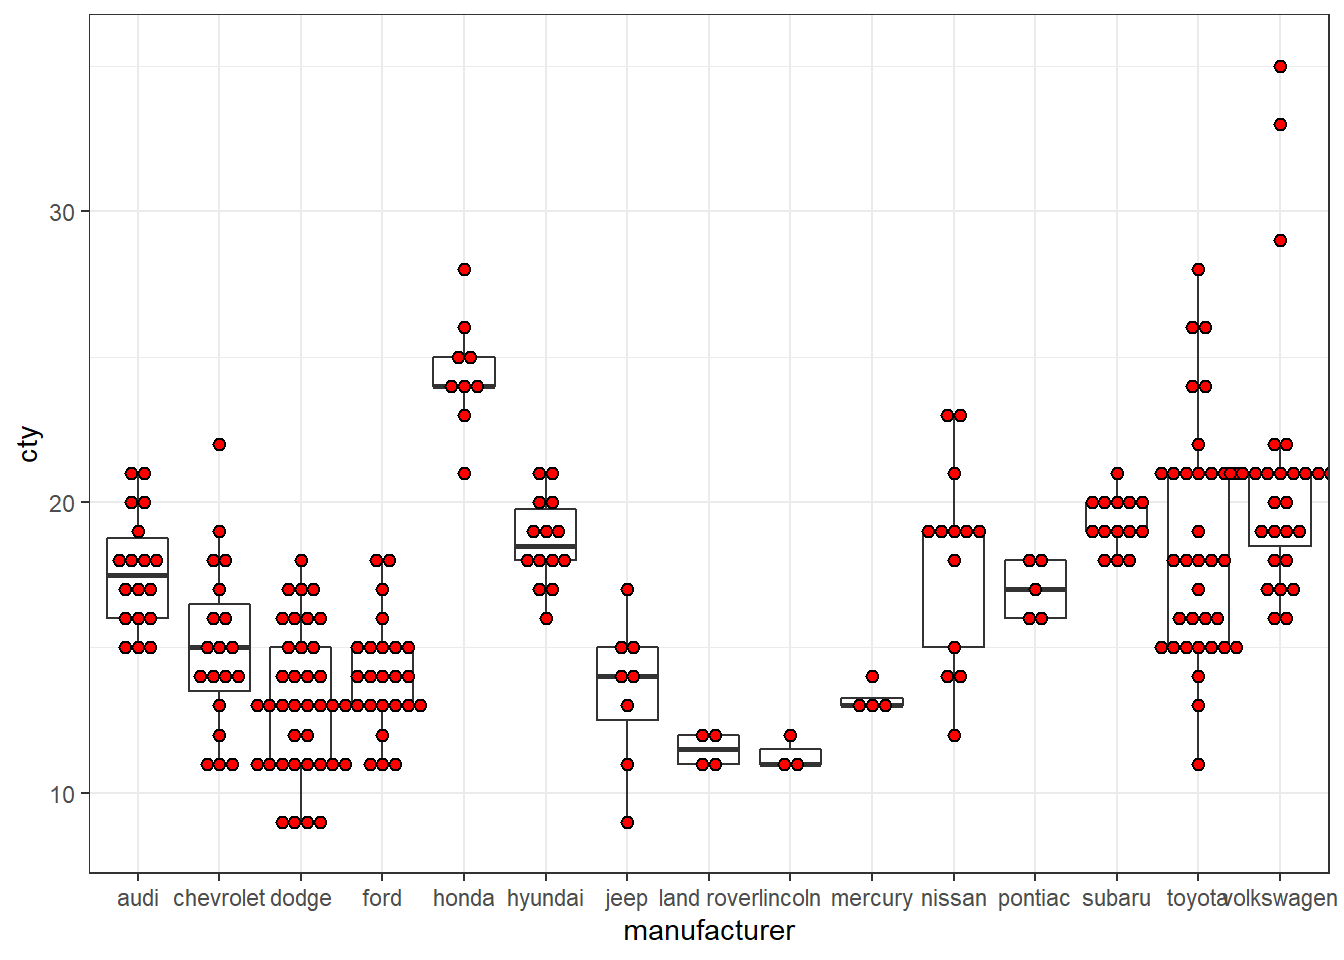 30
20
10
cty
audi chevrolet dodge ford honda hyundai jeep land rover lincoln mercury nissan pontiac subaru toyota volkswagen
manufacturer